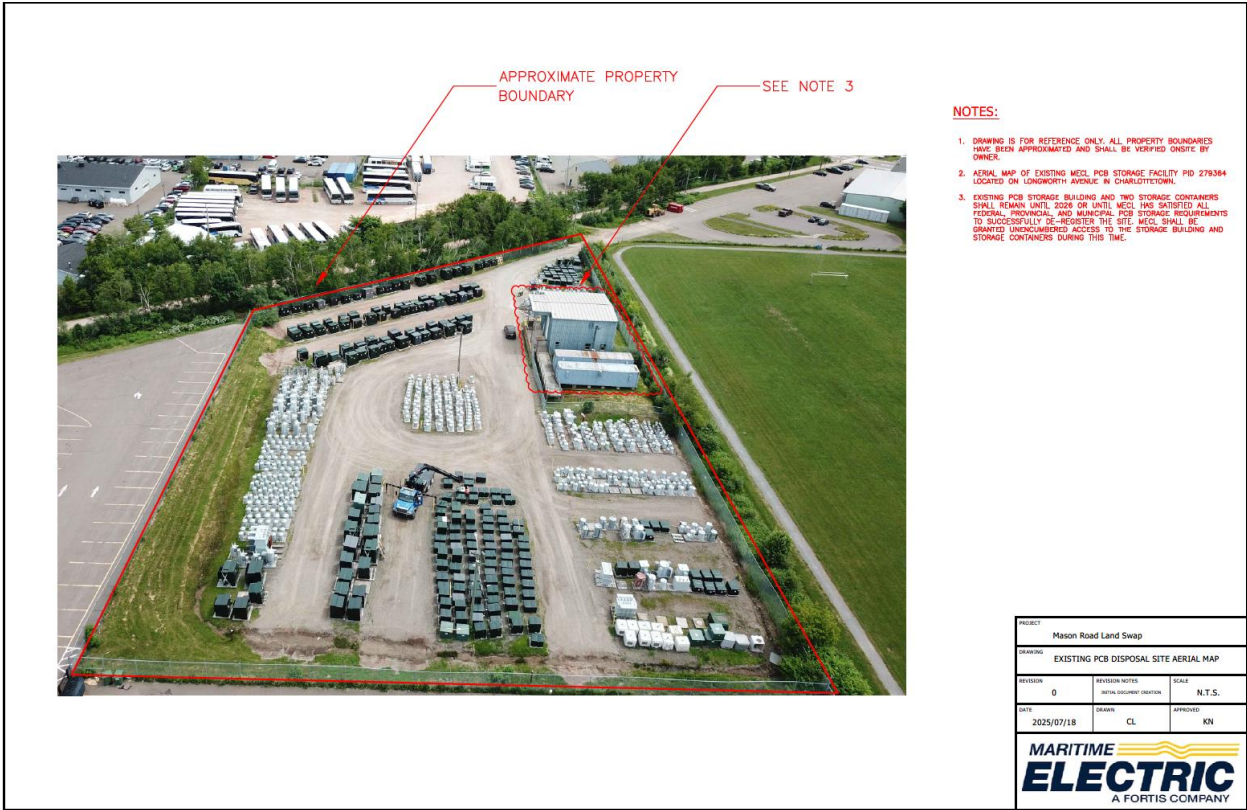 APPROXIMATE PROPERTY
BOUNDARY
SEE NOTE 3
NOTES:
1. DRAWING IS FOR REFERENCE ONLY. ALL PROPERTY BOUNDARIES
HAVE BEEN APPROXIMATED AND SHALL BE VERIFIED ONSITE BY
OWNER.
2. AERIAL MAP OF EXISTING MECL PCB STORAGE FACILITY PID 279364
LOCATED ON LONGWORTH AVENUE IN CHARLOTTETOWN.
3. EXISTING PCB STORAGE BUILDING AND TWO STORAGE CONTAINERS
SHALL REMAIN UNTIL 2026 OR UNTIL MECL HAS SATISFIED ALL
FEDERAL, PROVINCIAL, AND MUNICIPAL PCB STORAGE REQUIREMENTS
TO SUCCESSFULLY DE-REGISTER THE SITE. MECL SHALL BE
GRANTED UNENCUMBERED ACCESS TO THE STORAGE BUILDING AND
STORAGE CONTAINERS DURING THIS TIME.
PROJECT
Mason Road Land Swap
DRAWING
EXISTING PCB DISPOSAL SITE AERIAL MAP
REVISION
0
REVISION NOTES
INITIAL DOCUMENT CREATION
SCALE
N.T.S.
DATE
2025/07/18
DRAWN
CL
APPROVED
KN
MARITIME
ELECTRIC
A FORTIS COMPANY